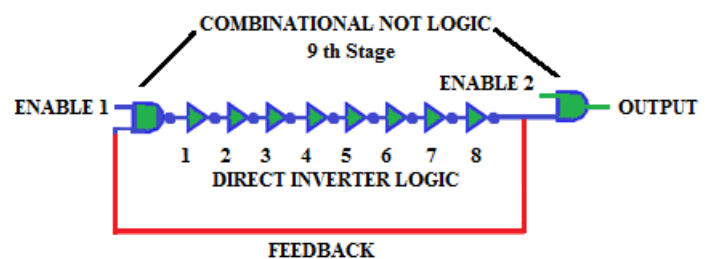 COMBINATIONAL NOT LOGIC
9 th Stage
ENABLE 2
ENABLE 1
OUTPUT
1 2 3 4 5 6 7 8
DIRECT INVERTER LOGIC
FEEDBACK